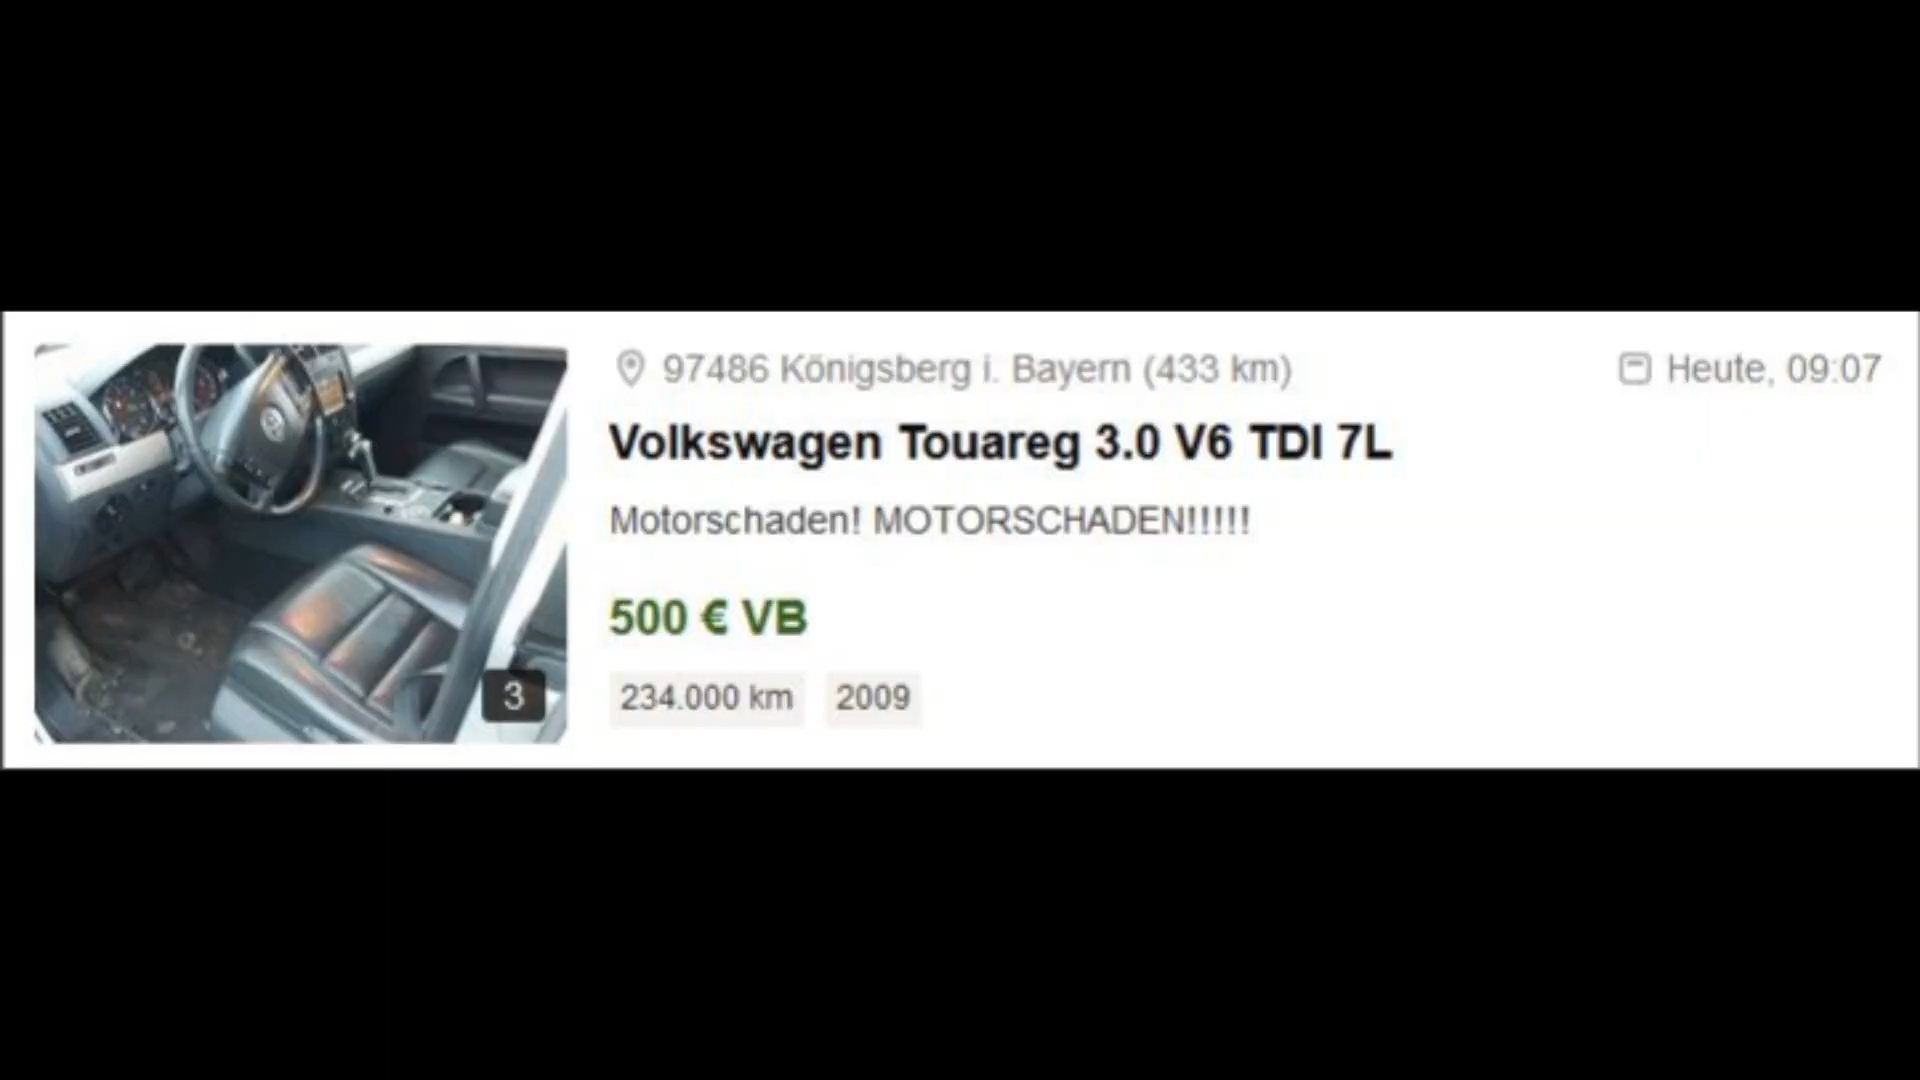 97486 Königsberg i. Bayern (433 km)
Heute, 09:07
Volkswagen Touareg 3.0 V6 TDI 7L
Motorschaden! MOTORSCHADEN!!!!!
500 € VB
3
234.000 km
2009